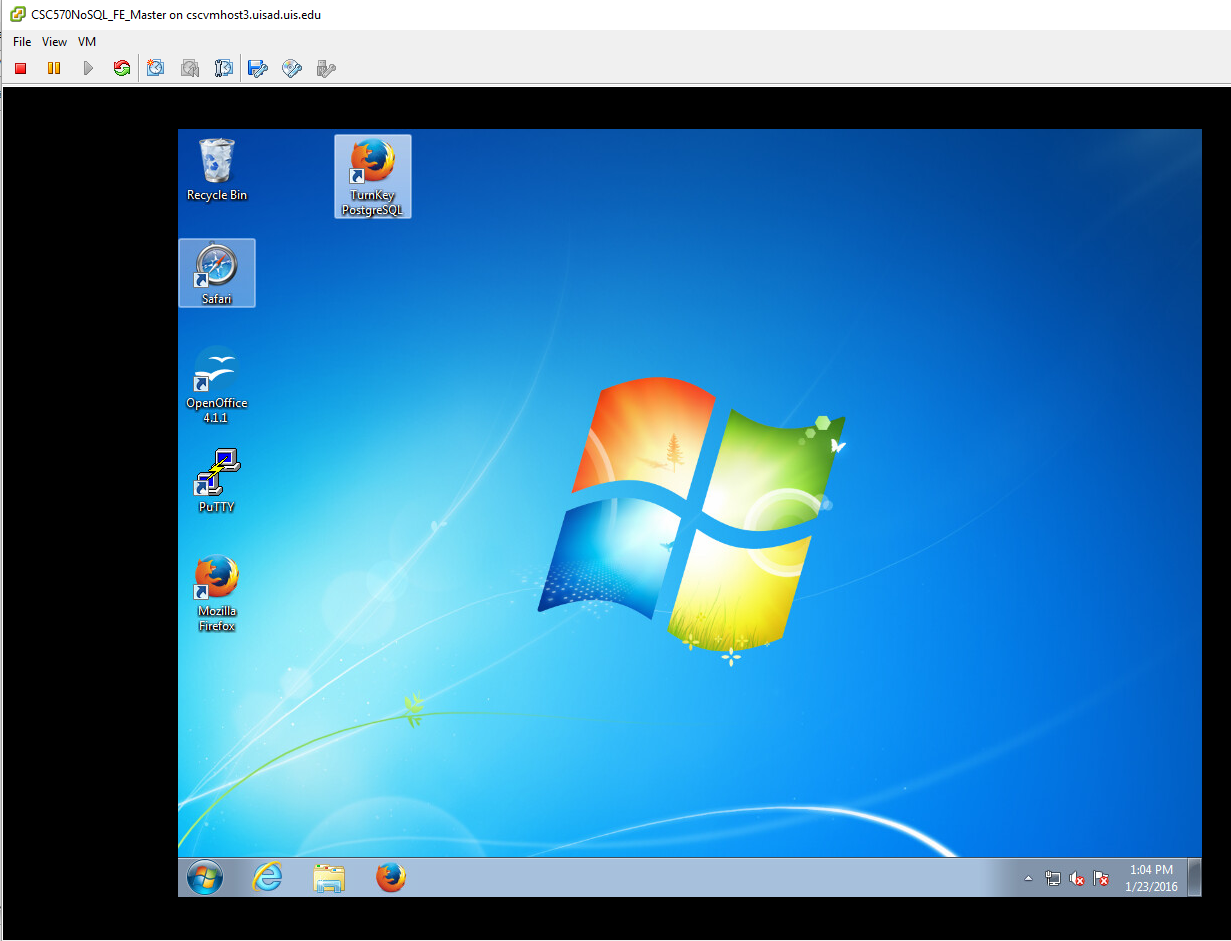 CSC570NoSQL_FE_Master on cscvmhost3.uisad.uis.edu
File View VM
Recycle Bin
TurnKey
PostgreSQL
Safari
OpenOffice
4.1.1
PuTTY
Mozilla
Firefox
1:04 PM
1/23/2016